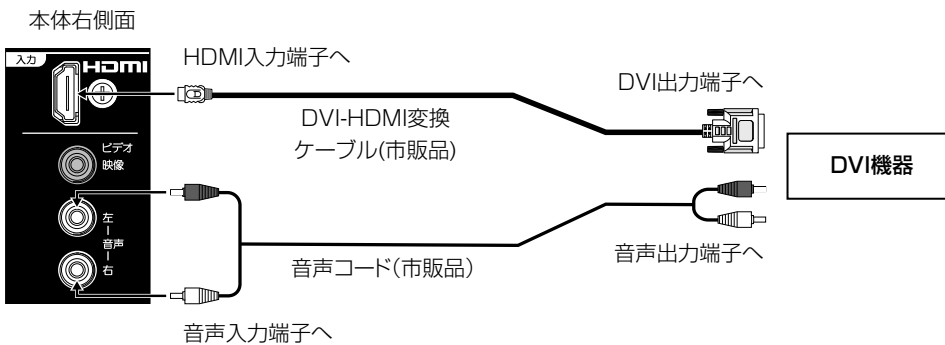 本体右側面
入力
HDMI
HDMI入力端子へ
DVI出力端子へ
DVI-HDMI変換
ケーブル(市販品)
ビデオ
映像
DVI機器
左
音声
右
音声コード(市販品)
音声出力端子へ
音声入力端子へ